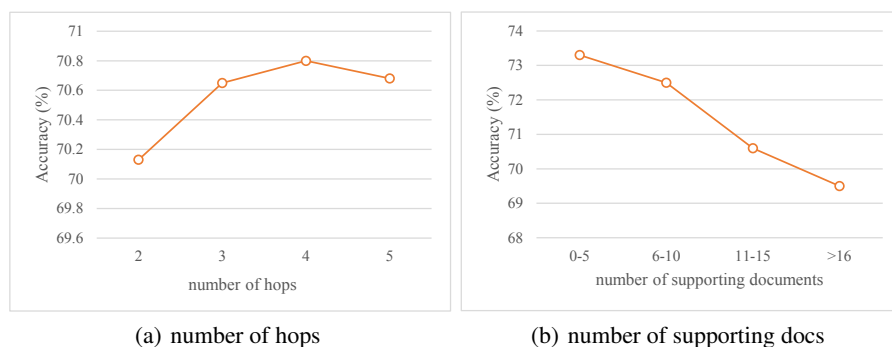 71
70.8
70.6
70.4
70.2
70
69.8
69.6
Accuracy (%)
2 3 4 5
number of hops
(a) number of hops
74
73
72
71
70
69
68
Accuracy (%)
0-5 6-10 11-15 >16
number of supporting documents
(b) number of supporting docs